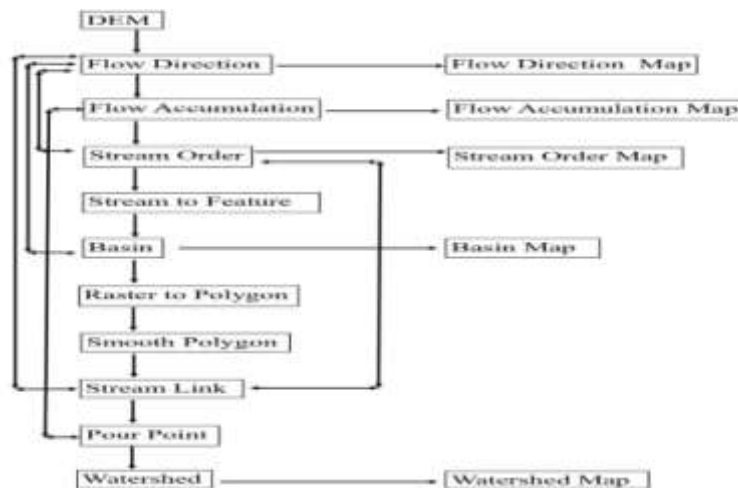 DEM
Flow Direction
Flow Direction Map
Flow Accumulation
Flow Accumulation Map
Stream Order
Stream Order Map
Stream to Feature
Basin
Basin Map
Raster to Polygon
Smooth Polygon
Stream Link
Pour Point
Watershed
Watershed Map